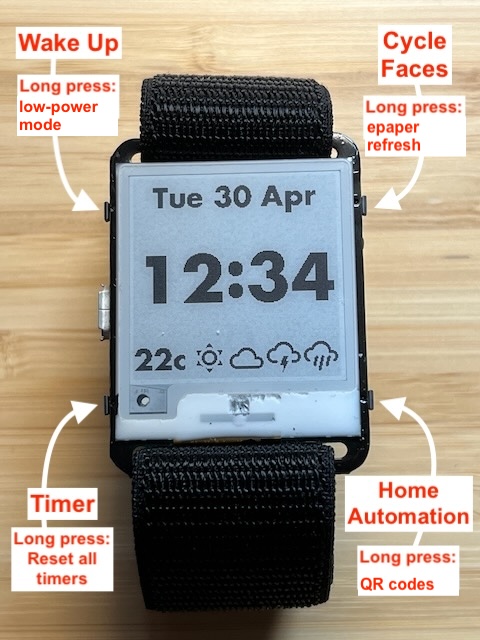 Wake Up
Long press:
low-power
mode
Cycle
Faces
Long press:
epaper
refresh
Tue 30 Apr
12:34
22c
Timer
Long press:
Reset all
timers
Home
Automation
Long press:
QR codes